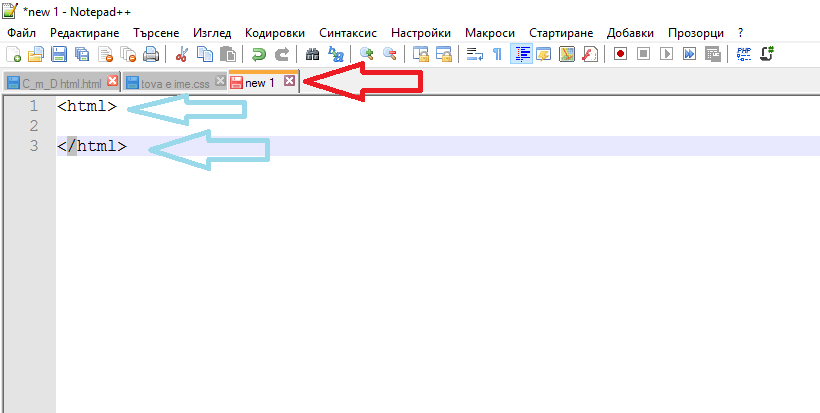 *new 1 - Notepad++
Файл Редактиране Търсене Изглед Кодировки Синтаксис Настройки Макроси Стартиране Добавки Прозорци ?
C_m_D html.html tova e ime.css new 1
1 <html>
2
3 </html>